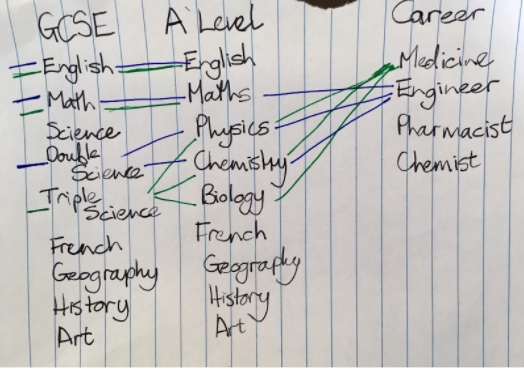 GCSE A' Level Career
English English Medicine
Math Maths Engineer
Science Physics Pharmacist
Double
Science Chemistry Chemist
Triple
Science Biology
French French
Geography Geography
History History
Art Art